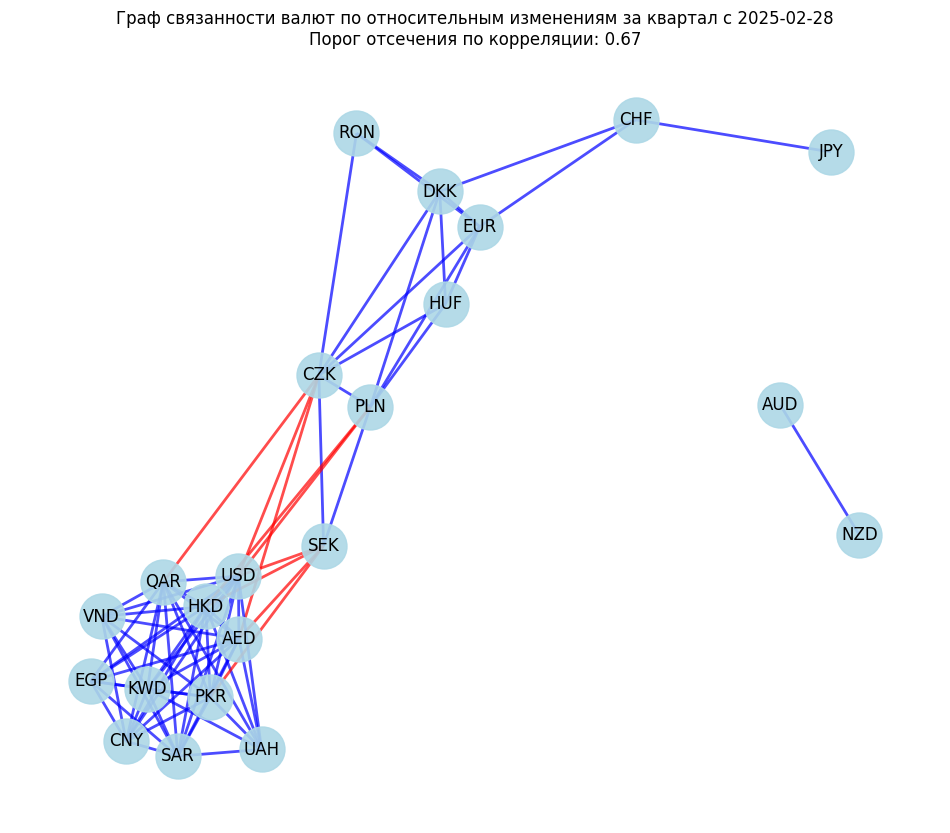 Граф связанности валют по относительным изменениям за квартал с 2025-02-28
Порог отсечения по корреляции: 0.67
CHF
RON
JPY
DKK
EUR
HUF
CZK
PLN
AUD
NZD
SEK
USD
QAR
HKD
VND
AED
EGP
KWD
PKR
CNY
UAH
SAR